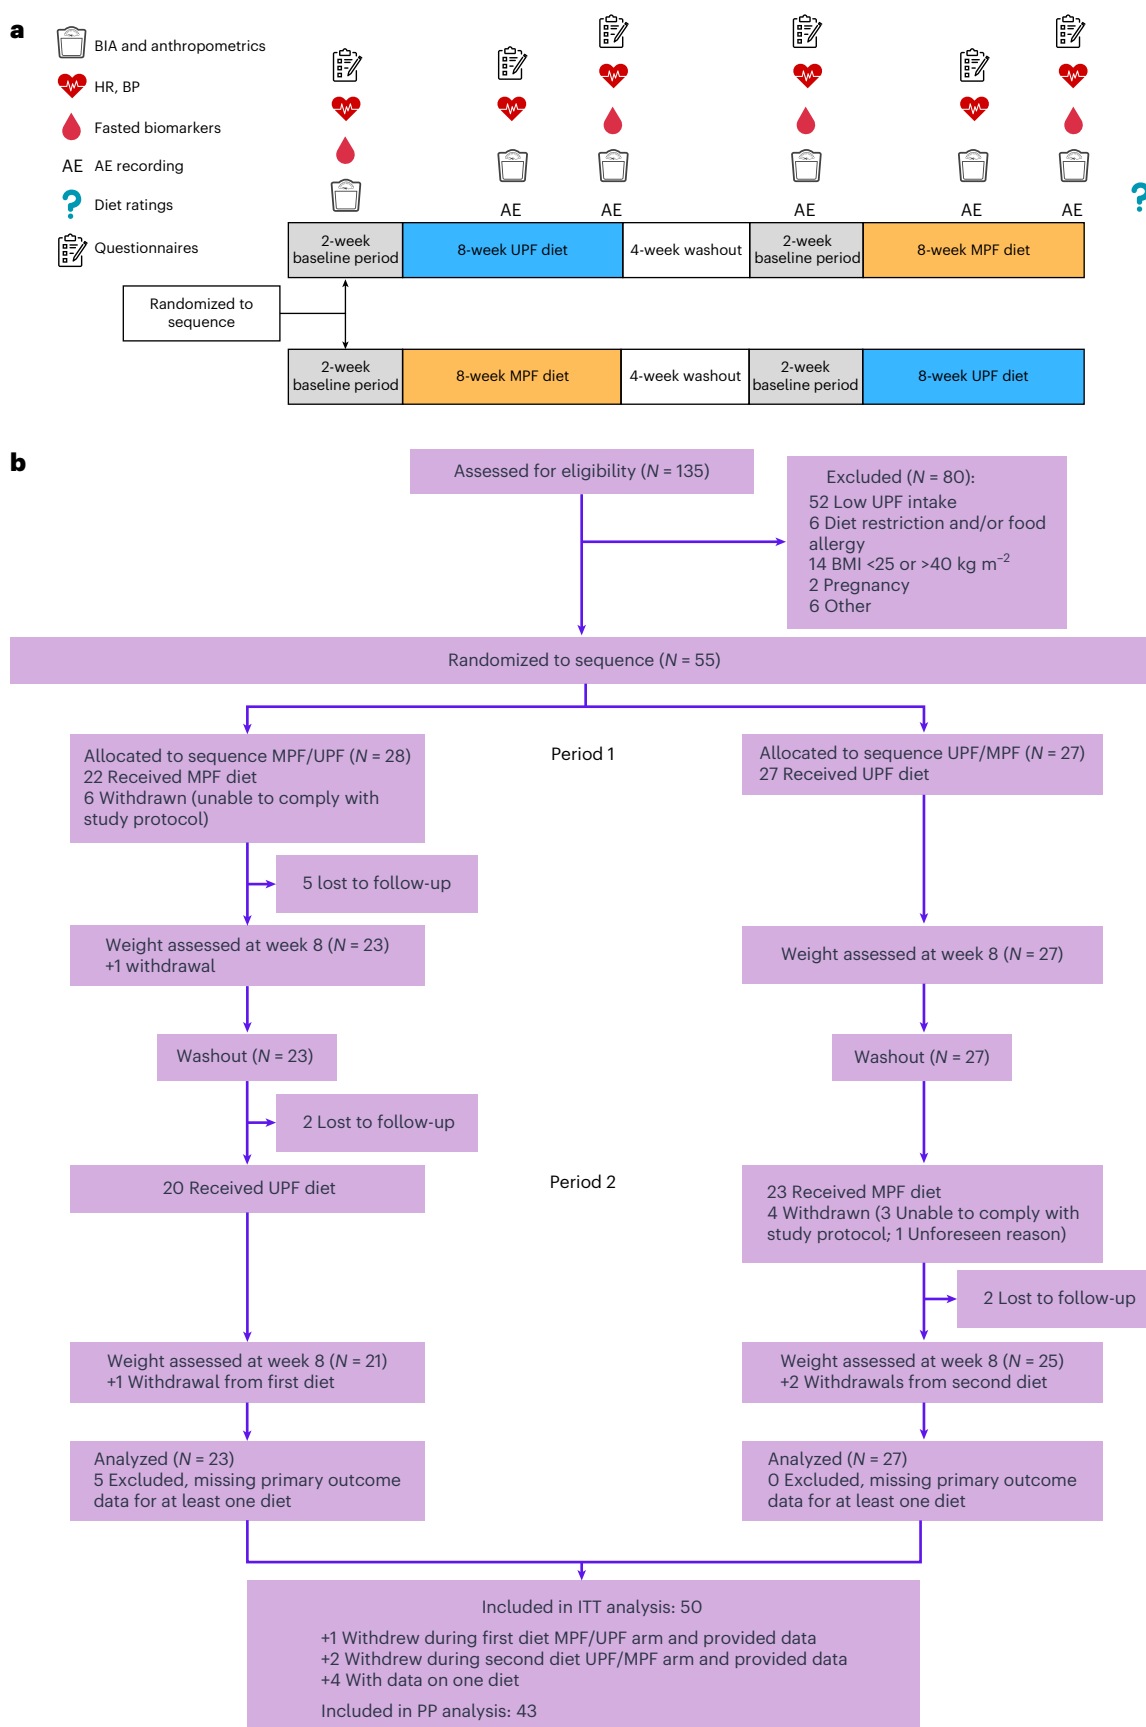 a
BIA and anthropometrics
HR, BP
Fasted biomarkers
AE AE recording
? Diet ratings
Questionnaires
AE AE AE AE AE
?
2-week
baseline period
8-week UPF diet
4-week washout
2-week
baseline period
8-week MPF diet
Randomized to
sequence
2-week
baseline period
8-week MPF diet
4-week washout
2-week
baseline period
8-week UPF diet
b
Assessed for eligibility (N = 135)
Excluded (N = 80):
52 Low UPF intake
6 Diet restriction and/or food
allergy
14 BMI <25 or >40 kg m⁻²
2 Pregnancy
6 Other
Randomized to sequence (N = 55)
Allocated to sequence MPF/UPF (N = 28)
22 Received MPF diet
6 Withdrawn (unable to comply with
study protocol)
Period 1
Allocated to sequence UPF/MPF (N = 27)
27 Received UPF diet
5 lost to follow-up
Weight assessed at week 8 (N = 23)
+1 withdrawal
Weight assessed at week 8 (N = 27)
Washout (N = 23)
Washout (N = 27)
2 Lost to follow-up
20 Received UPF diet
Period 2
23 Received MPF diet
4 Withdrawn (3 Unable to comply with
study protocol; 1 Unforeseen reason)
2 Lost to follow-up
Weight assessed at week 8 (N = 21)
+1 Withdrawal from first diet
Weight assessed at week 8 (N = 25)
+2 Withdrawals from second diet
Analyzed (N = 23)
5 Excluded, missing primary outcome
data for at least one diet
Analyzed (N = 27)
0 Excluded, missing primary outcome
data for at least one diet
Included in ITT analysis: 50
+1 Withdrew during first diet MPF/UPF arm and provided data
+2 Withdrew during second diet UPF/MPF arm and provided data
+4 With data on one diet
Included in PP analysis: 43